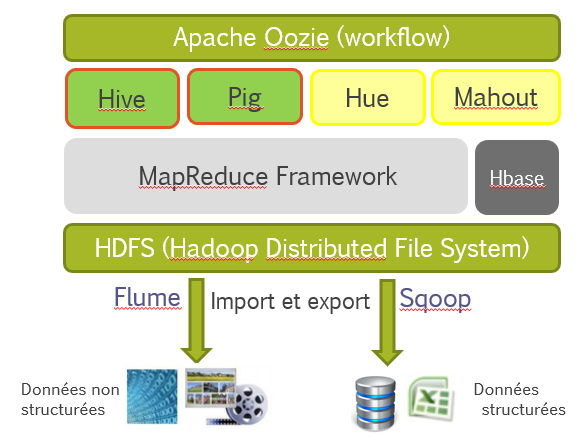 Apache Oozie (workflow)
Hive
Pig
Hue
Mahout
MapReduce Framework
Hbase
HDFS (Hadoop Distributed File System)
Flume
Import et export
Sqoop
Données non
structurées
Données
structurées